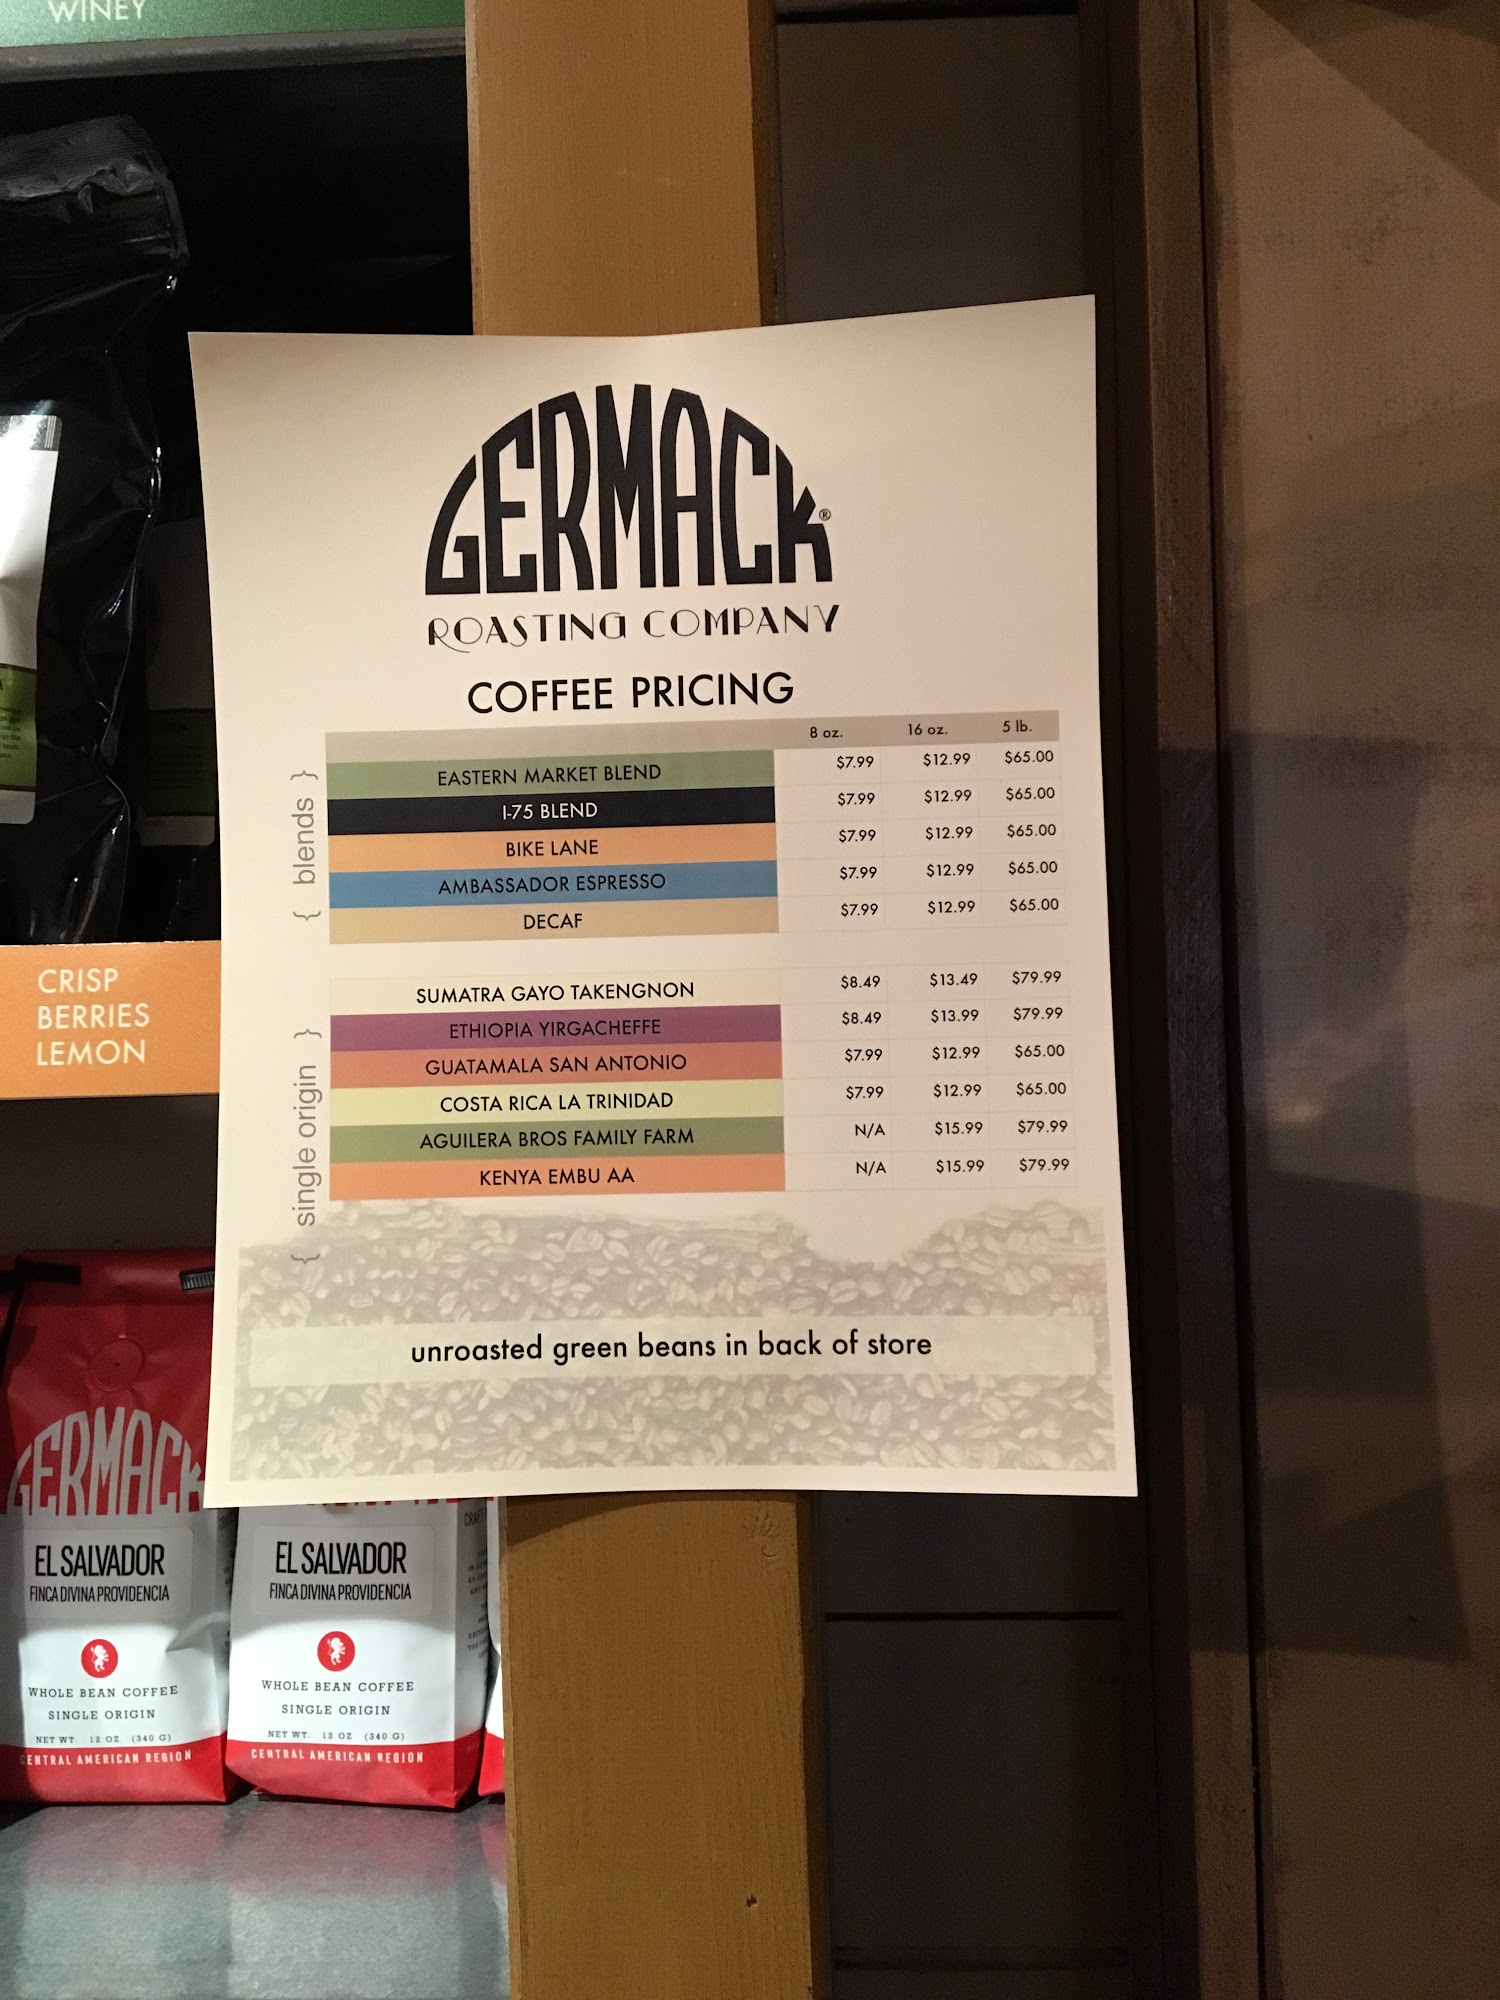 WINEY
GERMACK®
ROASTING COMPANY
COFFEE PRICING
8 oz. 16 oz. 5 lb.
{ blends }
EASTERN MARKET BLEND $7.99 $12.99 $65.00
I-75 BLEND $7.99 $12.99 $65.00
BIKE LANE $7.99 $12.99 $65.00
AMBASSADOR ESPRESSO $7.99 $12.99 $65.00
DECAF $7.99 $12.99 $65.00
{ single origin }
SUMATRA GAYO TAKENGNON $8.49 $13.49 $79.99
ETHIOPIA YIRGACHEFFE $8.49 $13.99 $79.99
GUATAMALA SAN ANTONIO $7.99 $12.99 $65.00
COSTA RICA LA TRINIDAD $7.99 $12.99 $65.00
AGUILERA BROS FAMILY FARM N/A $15.99 $79.99
KENYA EMBU AA N/A $15.99 $79.99
unroasted green beans in back of store
CRISP
BERRIES
LEMON
GERMACK
EL SALVADOR
FINCA DIVINA PROVIDENCIA
WHOLE BEAN COFFEE
SINGLE ORIGIN
NET WT. 12 OZ (340 G)
CENTRAL AMERICAN REGION
EL SALVADOR
FINCA DIVINA PROVIDENCIA
WHOLE BEAN COFFEE
SINGLE ORIGIN
NET WT. 12 OZ (340 G)
CENTRAL AMERICAN REGION